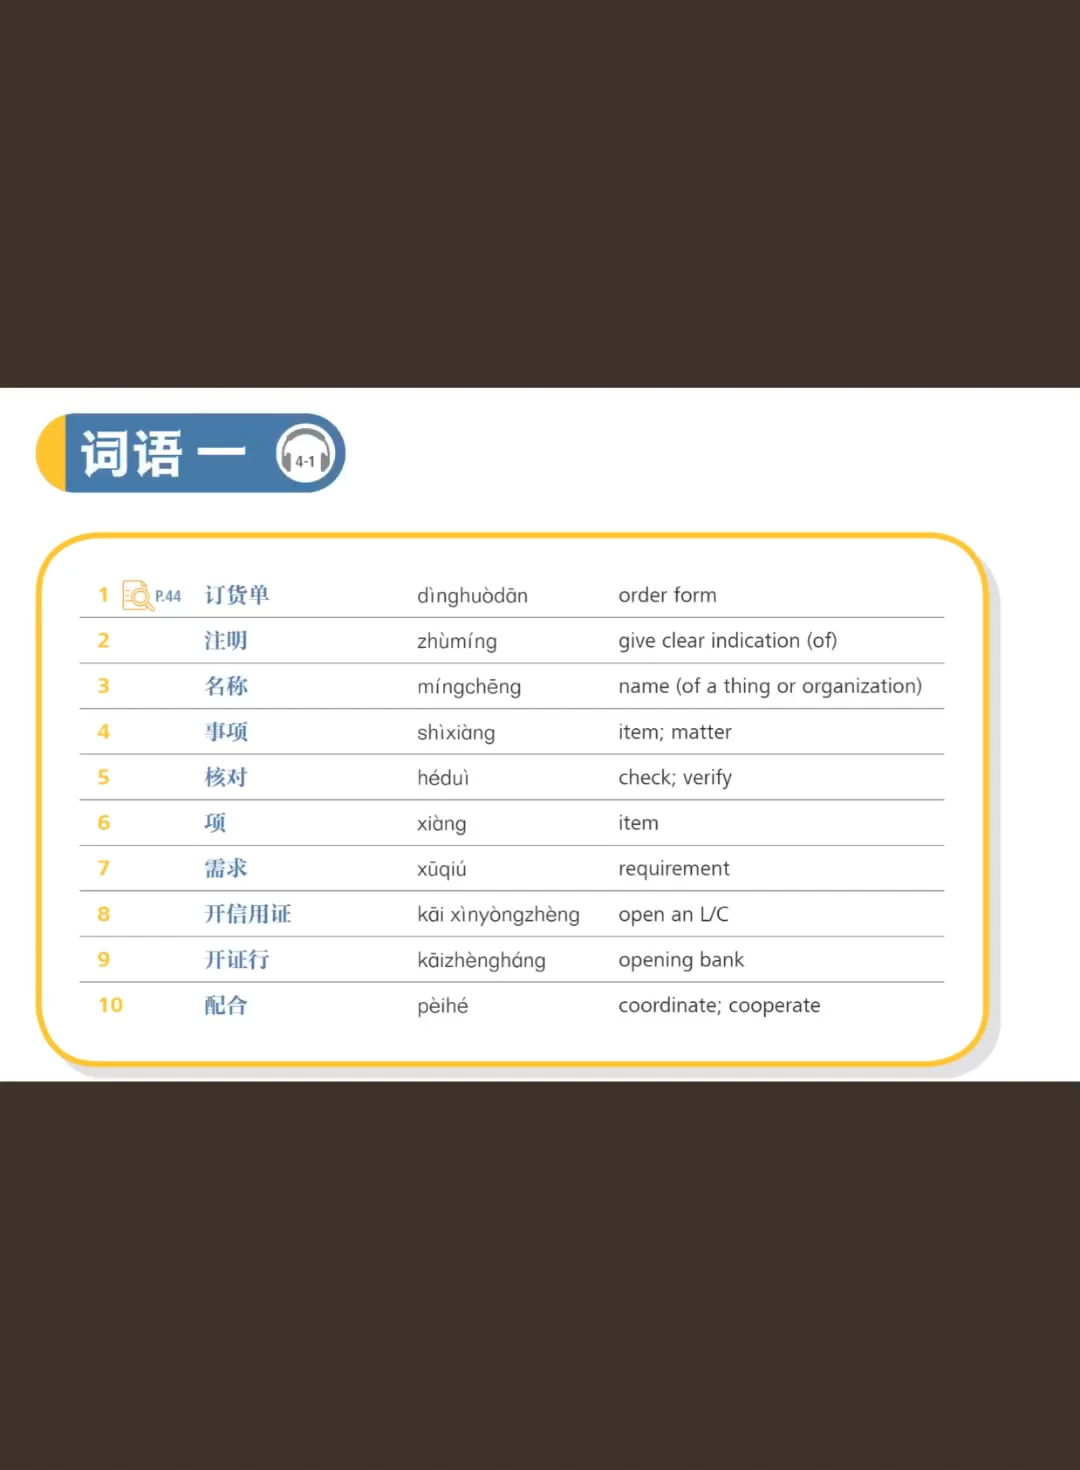 词语一 4-1
1 P.44 订货单 dìnghuòdān order form
2 注明 zhùmíng give clear indication (of)
3 名称 míngchēng name (of a thing or organization)
4 事项 shìxiàng item; matter
5 核对 héduì check; verify
6 项 xiàng item
7 需求 xūqiú requirement
8 开信用证 kāi xìnyòngzhèng open an L/C
9 开证行 kāizhèngháng opening bank
10 配合 pèihé coordinate; cooperate